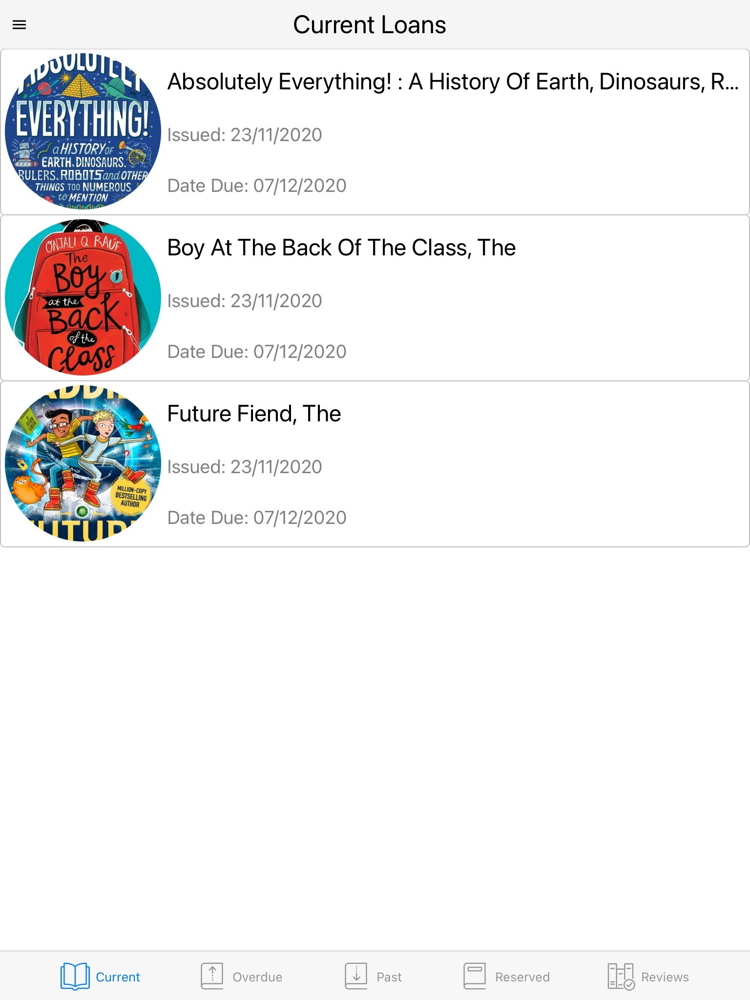 Current Loans
ABSOLUTELY
EVERYTHING!
a HISTORY OF
EARTH, DINOSAURS,
RULERS, ROBOTS and OTHER
THINGS TOO NUMEROUS
to MENTION
Absolutely Everything! : A History Of Earth, Dinosaurs, R...
Issued: 23/11/2020
Date Due: 07/12/2020
ONJALI Q. RAÚF
The
Boy
at the
Back
of the
Class
Boy At The Back Of The Class, The
Issued: 23/11/2020
Date Due: 07/12/2020
STEVEN
LENTON
MILLION-COPY
BESTSELLING
AUTHOR
FUTURE
Future Fiend, The
Issued: 23/11/2020
Date Due: 07/12/2020
Current
Overdue
Past
Reserved
Reviews